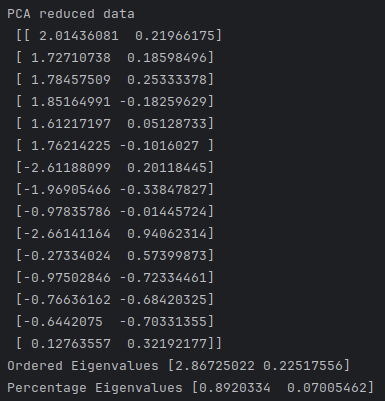 PCA reduced data
[[ 2.01436081  0.21966175]
[ 1.72710738  0.18598496]
[ 1.78457509  0.25333378]
[ 1.85164991 -0.18259629]
[ 1.61217197  0.05128733]
[ 1.76214225 -0.1016027 ]
[-2.61188099  0.20118445]
[-1.96905466 -0.33847827]
[-0.97835786 -0.01445724]
[-2.66141164  0.94062314]
[-0.27334024  0.57399873]
[-0.97502846 -0.72334461]
[-0.76636162 -0.68420325]
[-0.6442075  -0.70331355]
[ 0.12763557  0.32192177]]
Ordered Eigenvalues [2.86725022 0.22517556]
Percentage Eigenvalues [0.8920334  0.07005462]